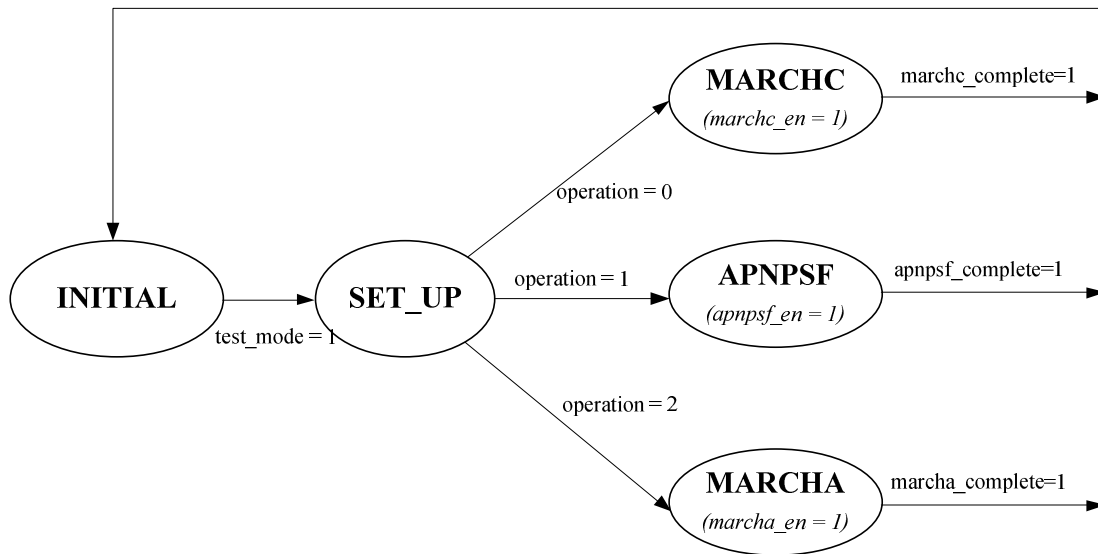 MARCHC
(marchc_en = 1)
marchc_complete=1
operation = 0
INITIAL
test_mode = 1
SET_UP
operation = 1
APNPSF
(apnpsf_en = 1)
apnpsf_complete=1
operation = 2
MARCHA
(marcha_en = 1)
marcha_complete=1